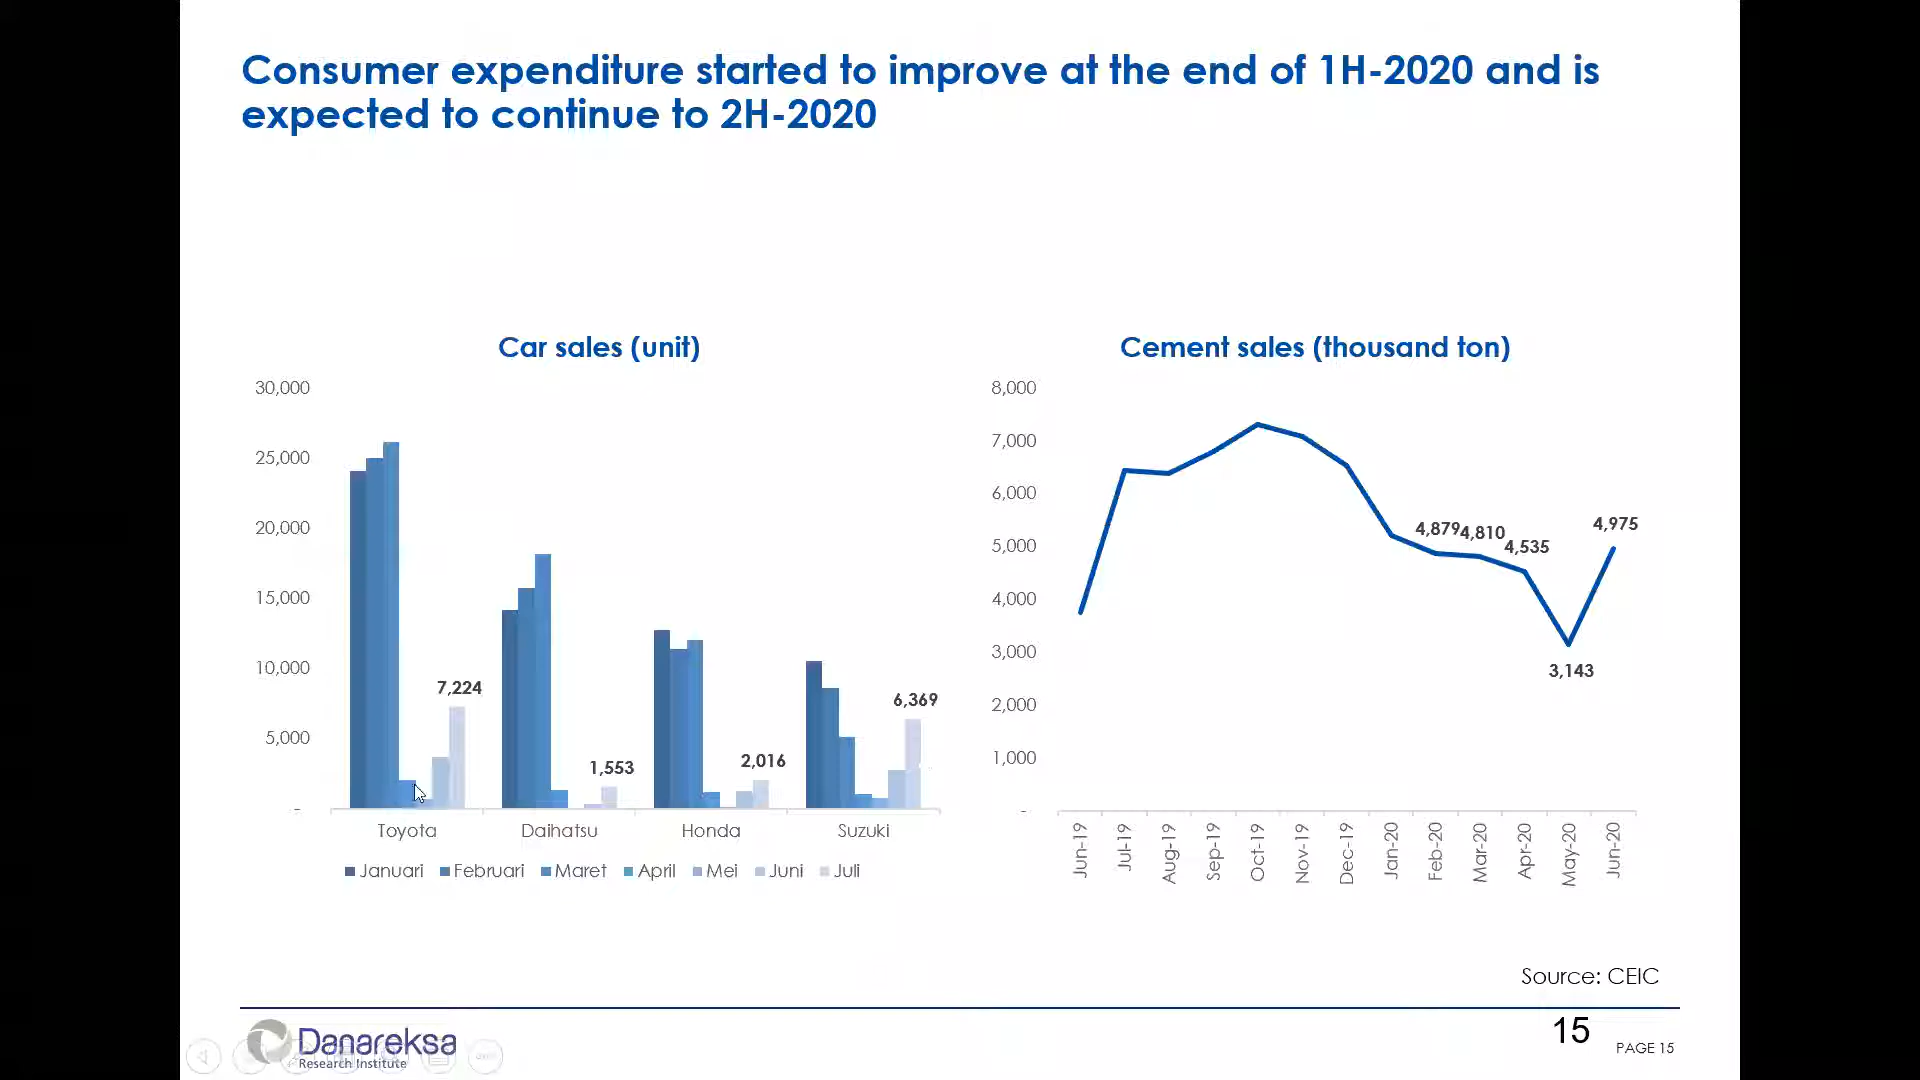 Consumer expenditure started to improve at the end of 1H-2020 and is
expected to continue to 2H-2020
Car sales (unit)
30,000
25,000
20,000
15,000
10,000
5,000
-
7,224
1,553
2,016
6,369
Toyota
Daihatsu
Honda
Suzuki
Januari
Februari
Maret
April
Mei
Juni
Juli
Cement sales (thousand ton)
8,000
7,000
6,000
5,000
4,000
3,000
2,000
1,000
-
4,879
4,810
4,535
3,143
4,975
Jun-19
Jul-19
Aug-19
Sep-19
Oct-19
Nov-19
Dec-19
Jan-20
Feb-20
Mar-20
Apr-20
May-20
Jun-20
Source: CEIC
Danareksa
Research Institute
15
PAGE 15